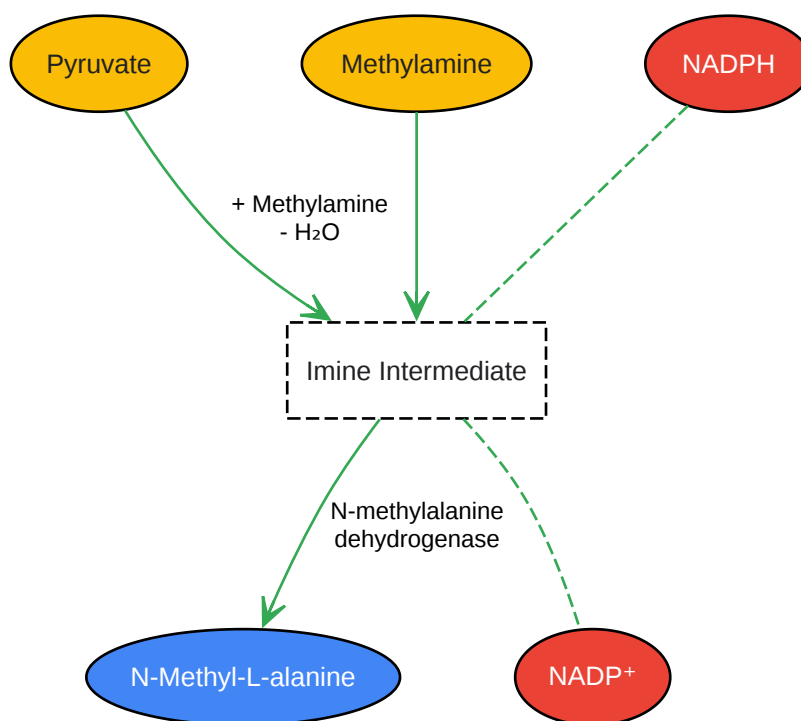 Pyruvate
Methylamine
NADPH
+ Methylamine
- H₂O
Imine Intermediate
N-methylalanine
dehydrogenase
N-Methyl-L-alanine
NADP⁺